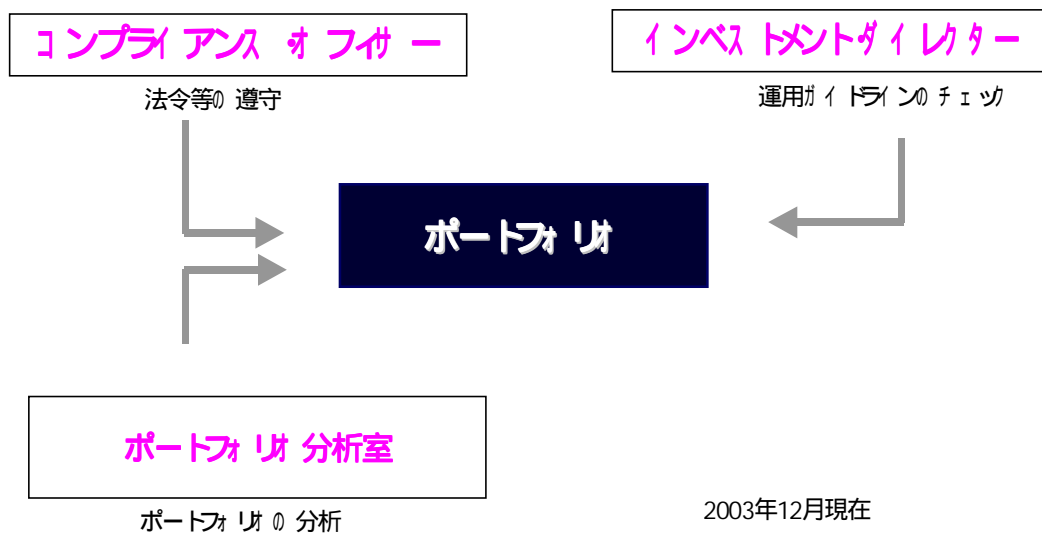 コンプライアンス・オフィサー
インベストメント・ダイレクター
法令等の遵守
運用ガイドラインのチェック
ポートフォリオ
ポートフォリオ分析室
ポートフォリオの分析
2003年12月現在